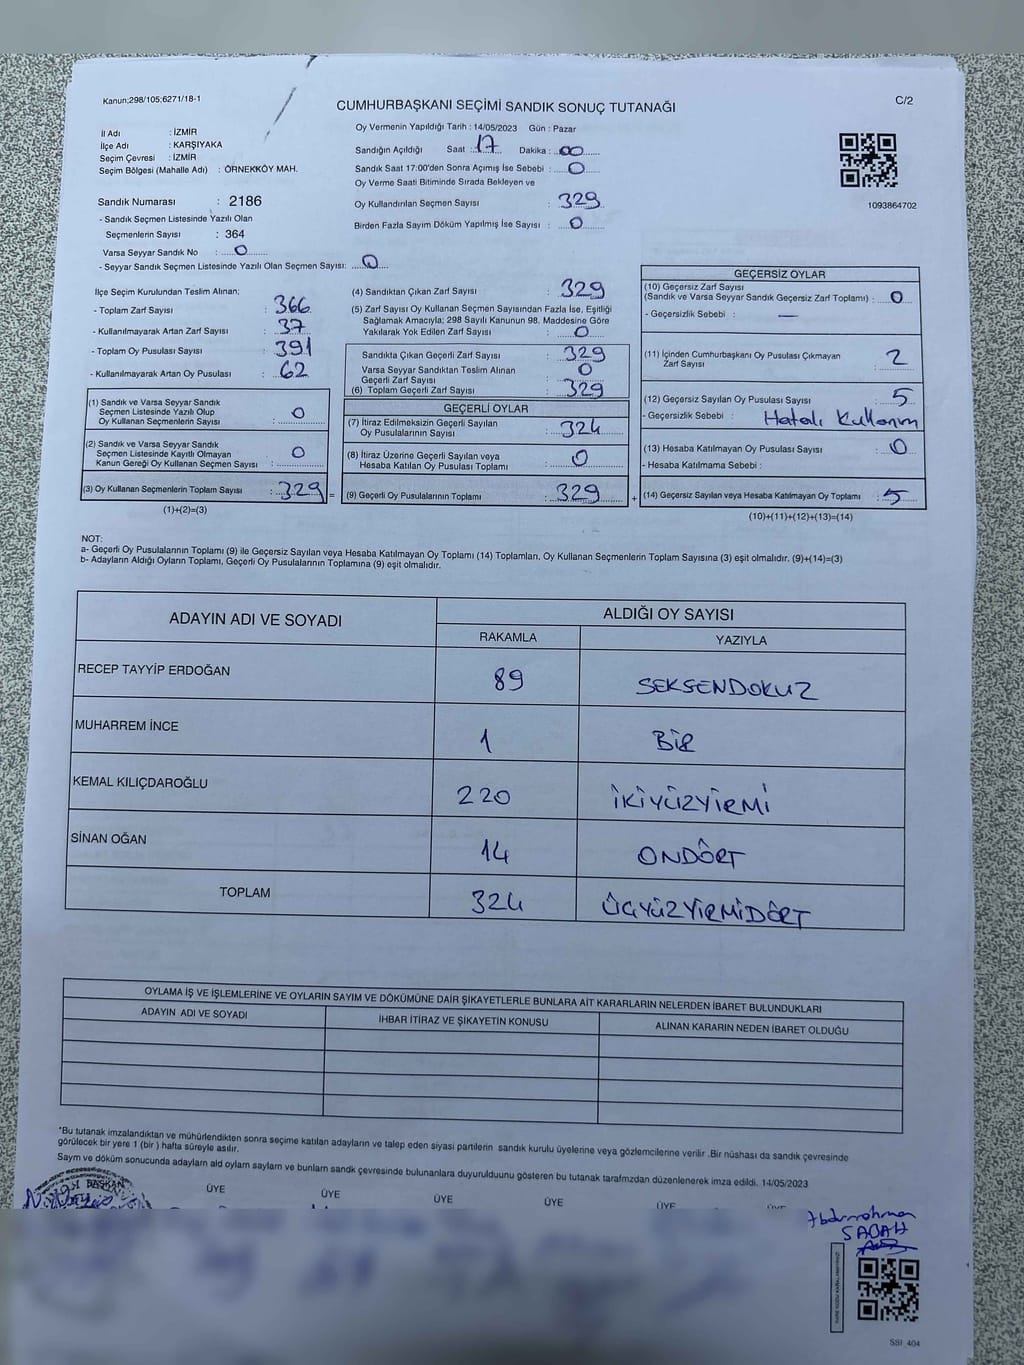 Kanun;298/105;6271/18-1
C/2
CUMHURBAŞKANI SEÇİMİ SANDIK SONUÇ TUTANAĞI
İl Adı : İZMİR
İlçe Adı : KARŞIYAKA
Seçim Çevresi : İZMİR
Seçim Bölgesi (Mahalle Adı) : ÖRNEKKÖY MAH.
Sandık Numarası : 2186
- Sandık Seçmen Listesinde Yazılı Olan
Seçmenlerin Sayısı : 364
Varsa Seyyar Sandık No : 0
- Seyyar Sandık Seçmen Listesinde Yazılı Olan Seçmen Sayısı: 0
Oy Vermenin Yapıldığı Tarih : 14/05/2023 Gün : Pazar
Sandığın Açıldığı Saat : 17 Dakika : 00
Sandık Saat 17:00'den Sonra Açımış İse Sebebi : 0
Oy Verme Saati Bitiminde Sırada Bekleyen ve
Oy Kullandırılan Seçmen Sayısı : 329
Birden Fazla Sayım Döküm Yapılmış İse Sayısı : 0
1093864702
İlçe Seçim Kurulundan Teslim Alınan;
- Toplam Zarf Sayısı : 366
- Kullanılmayarak Artan Zarf Sayısı : 37
- Toplam Oy Pusulası Sayısı : 391
- Kullanılmayarak Artan Oy Pusulası : 62
(1) Sandık ve Varsa Seyyar Sandık
Seçmen Listesinde Yazılı Olup
Oy Kullanan Seçmenlerin Sayısı : 0
(2) Sandık ve Varsa Seyyar Sandık
Seçmen Listesinde Kayıtlı Olmayan
Kanun Gereği Oy Kullanan Seçmen Sayısı : 0
(3) Oy Kullanan Seçmenlerin Toplam Sayısı : 329 =
(1)+(2)=(3)
(4) Sandıktan Çıkan Zarf Sayısı : 329
(5) Zarf Sayısı Oy Kullanan Seçmen Sayısından Fazla İse, Eşitliği
Sağlamak Amacıyla; 298 Sayılı Kanunun 98. Maddesine Göre
Yakılarak Yok Edilen Zarf Sayısı : 0
Sandıkta Çıkan Geçerli Zarf Sayısı : 329
Varsa Seyyar Sandıktan Teslim Alınan
Geçerli Zarf Sayısı : 0
(6) Toplam Geçerli Zarf Sayısı : 329
GEÇERLİ OYLAR
(7) İtiraz Edilmeksizin Geçerli Sayılan
Oy Pusulalarının Sayısı : 324
(8) İtiraz Üzerine Geçerli Sayılan veya
Hesaba Katılan Oy Pusulası Toplamı : 0
(9) Geçerli Oy Pusulalarının Toplamı : 329 +
GEÇERSİZ OYLAR
(10) Geçersiz Zarf Sayısı
(Sandık ve Varsa Seyyar Sandık Geçersiz Zarf Toplamı) : 0
- Geçersizlik Sebebi : —
(11) İçinden Cumhurbaşkanı Oy Pusulası Çıkmayan
Zarf Sayısı : 2
(12) Geçersiz Sayılan Oy Pusulası : 5
- Geçersizlik Sebebi : Hatalı Kullanım
(13) Hesaba Katılmayan Oy Pusulası Sayısı : 0
- Hesaba Katılmama Sebebi :
(14) Geçersiz Sayılan veya Hesaba Katılmayan Oy Toplamı : 5
(10)+(11)+(12)+(13)=(14)
NOT:
a- Geçerli Oy Pusulalarının Toplamı (9) ile Geçersiz Sayılan veya Hesaba Katılmayan Oy Toplamı (14) Toplamları, Oy Kullanan Seçmenlerin Toplam Sayısına (3) eşit olmalıdır. (9)+(14)=(3)
b- Adayların Aldığı Oyların Toplamı, Geçerli Oy Pusulalarının Toplamına (9) eşit olmalıdır.
ADAYIN ADI VE SOYADI
ALDIĞI OY SAYISI
RAKAMLA YAZIYLA
RECEP TAYYİP ERDOĞAN 89 SEKSENDOKUZ
MUHARREM İNCE 1 BİR
KEMAL KILIÇDAROĞLU 220 İKİYÜZYİRMİ
SİNAN OĞAN 14 ONDÖRT
TOPLAM 324 ÜÇYÜZYİRMİDÖRT
OYLAMA İŞ VE İŞLEMLERİNE VE OYLARIN SAYIM VE DÖKÜMÜNE DAİR ŞİKAYETLERLE BUNLARA AİT KARARLARIN NELERDEN İBARET BULUNDUKLARI
ADAYIN ADI VE SOYADI İHBAR İTİRAZ VE ŞİKAYETİN KONUSU ALINAN KARARIN NEDEN İBARET OLDUĞU
*Bu tutanak imzalandıktan ve mühürlendikten sonra seçime katılan adayların ve talep eden siyasi partilerin sandık kurulu üyelerine veya gözlemcilerine verilir .Bir nüshası da sandık çevresinde
görülecek bir yere 1 (bir ) hafta süreyle asılır.
Sayım ve döküm sonucunda adayların ald oyların sayların ve bunların sandk çevresinde bulunanlara duyurulduunu gösteren bu tutanak tarafmzdan düzenlenerek imza edildi. 14/05/2023
BAŞKAN ÜYE ÜYE ÜYE ÜYE ÜYE
Abdurrahman
SABAH
SSI_404